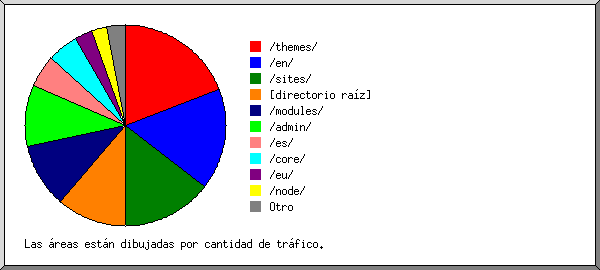 /themes/
/en/
/sites/
[directorio raíz]
/modules/
/admin/
/es/
/core/
/eu/
/node/
Otro
Las áreas están dibujadas por cantidad de tráfico.